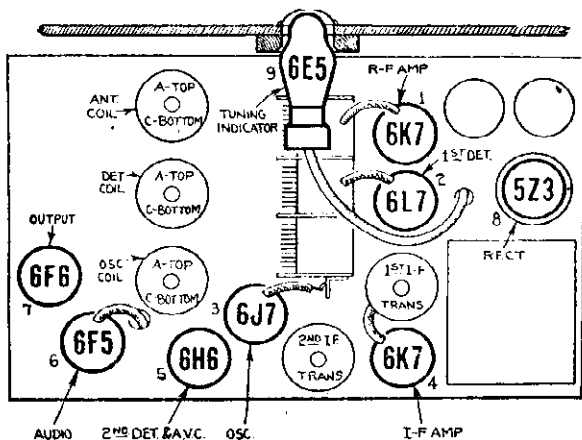 9
6E5
R-F AMP
TUNING
INDICATOR
1
6K7
ANT.
COIL
A-TOP
C-BOTTOM
1ST DET.
2
6L7
DET
COIL
A-TOP
C-BOTTOM
5Z3
8
RECT
OUTPUT
6F6
7
OSC
COIL
A-TOP
C-BOTTOM
1ST I-F
TRANS
3
6J7
6F5
6
6H6
5
2ND I.F.
TRANS
6K7
4
AUDIO
2ND DET. & A.V.C.
OSC.
I-F AMP